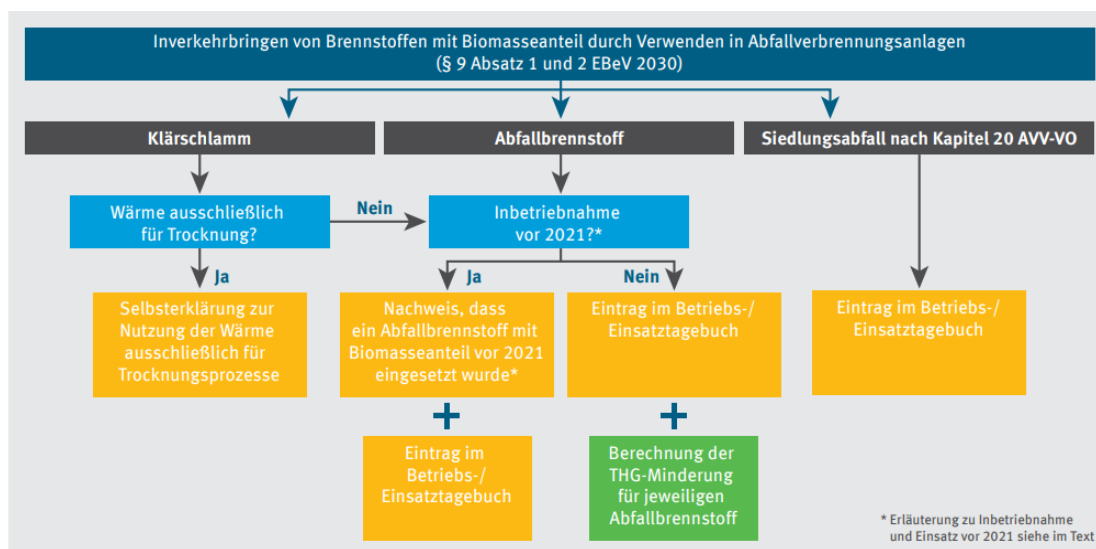 Inverkehrbringen von Brennstoffen mit Biomasseanteil durch Verwenden in Abfallverbrennungsanlagen
(§ 9 Absatz 1 und 2 EBeV 2030)
Klärschlamm
Abfallbrennstoff
Siedlungsabfall nach Kapitel 20 AVV-VO
Wärme ausschließlich
für Trocknung?
Nein
Inbetriebnahme
vor 2021?*
Ja
Ja
Nein
Selbsterklärung zur
Nutzung der Wärme
ausschließlich für
Trocknungsprozesse
Nachweis, dass
ein Abfallbrennstoff mit
Biomasseanteil vor 2021
eingesetzt wurde*
Eintrag im Betriebs-/
Einsatztagebuch
Eintrag im Betriebs-/
Einsatztagebuch
+
+
Eintrag im
Betriebs-/
Einsatztagebuch
Berechnung der
THG-Minderung
für jeweiligen
Abfallbrennstoff
* Erläuterung zu Inbetriebnahme
und Einsatz vor 2021 siehe im Text